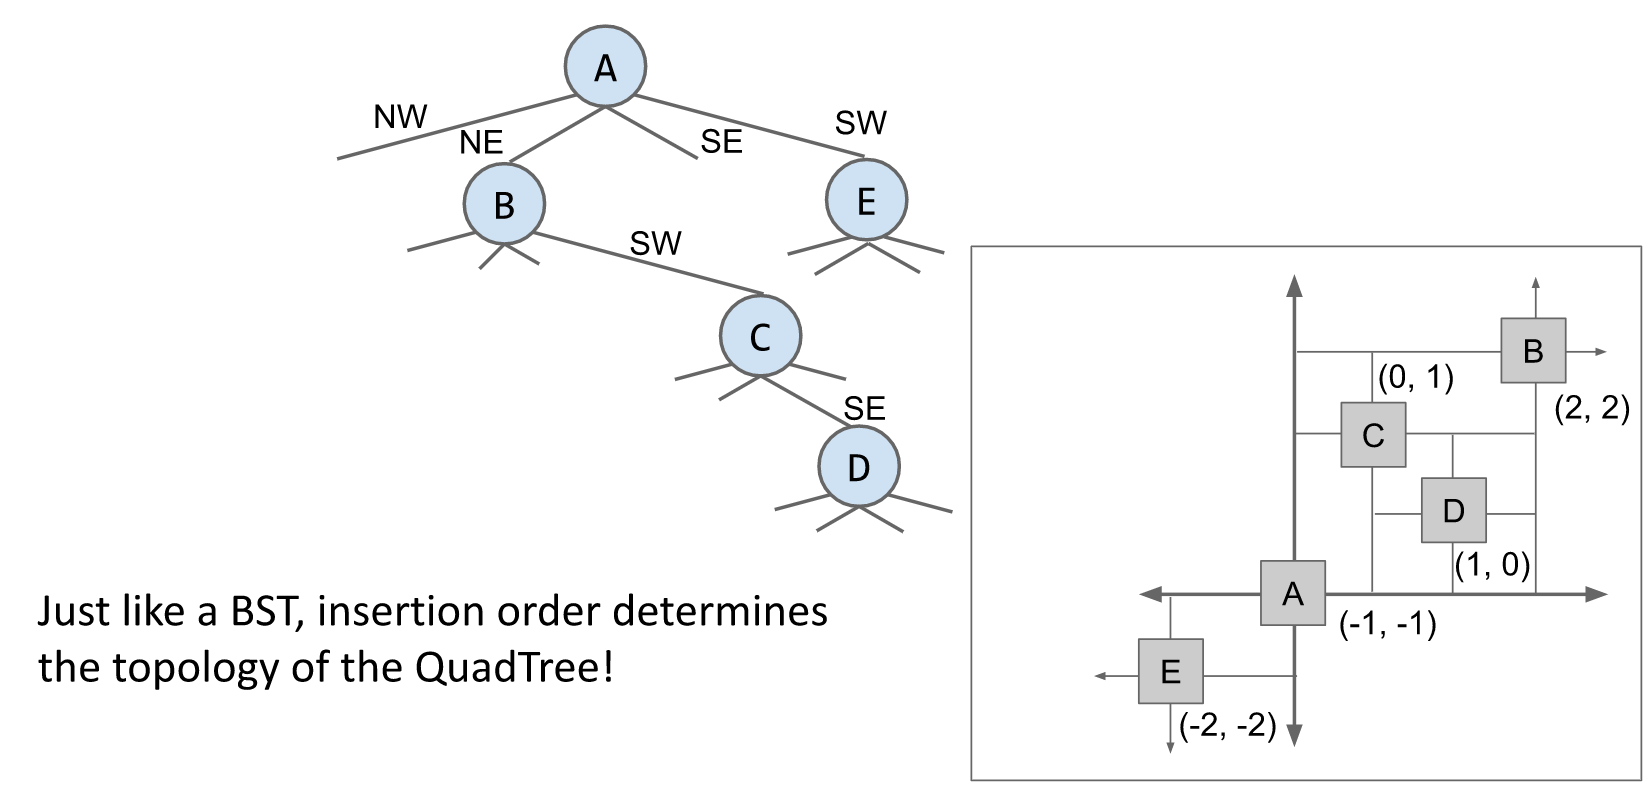 A
NW
NE
SE
SW
B
E
SW
C
SE
D
Just like a BST, insertion order determines
the topology of the QuadTree!
B
(0, 1)
(2, 2)
C
D
(1, 0)
A
(-1, -1)
E
(-2, -2)